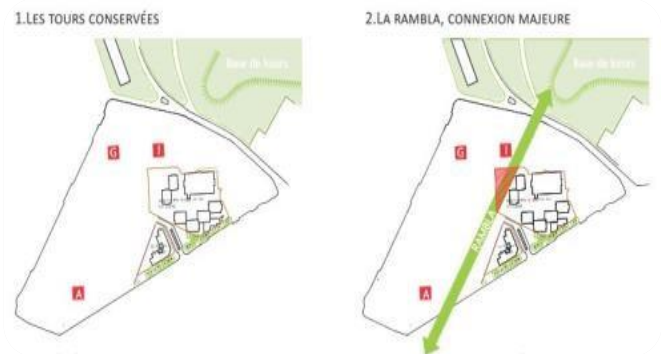 1.LES TOURS CONSERVÉES
Base de loisirs
G
I
A
2.LA RAMBLA, CONNEXION MAJEURE
Base de loisirs
G
I
RAMBLA
A